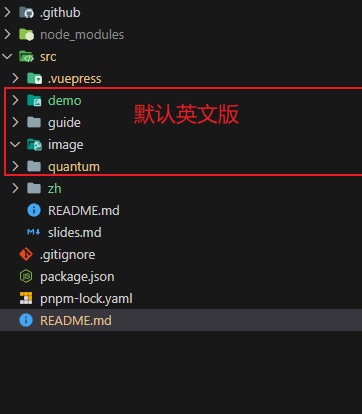 .github
node_modules
src
.vuepress
demo
默认英文版
guide
image
quantum
zh
README.md
slides.md
.gitignore
package.json
pnpm-lock.yaml
README.md